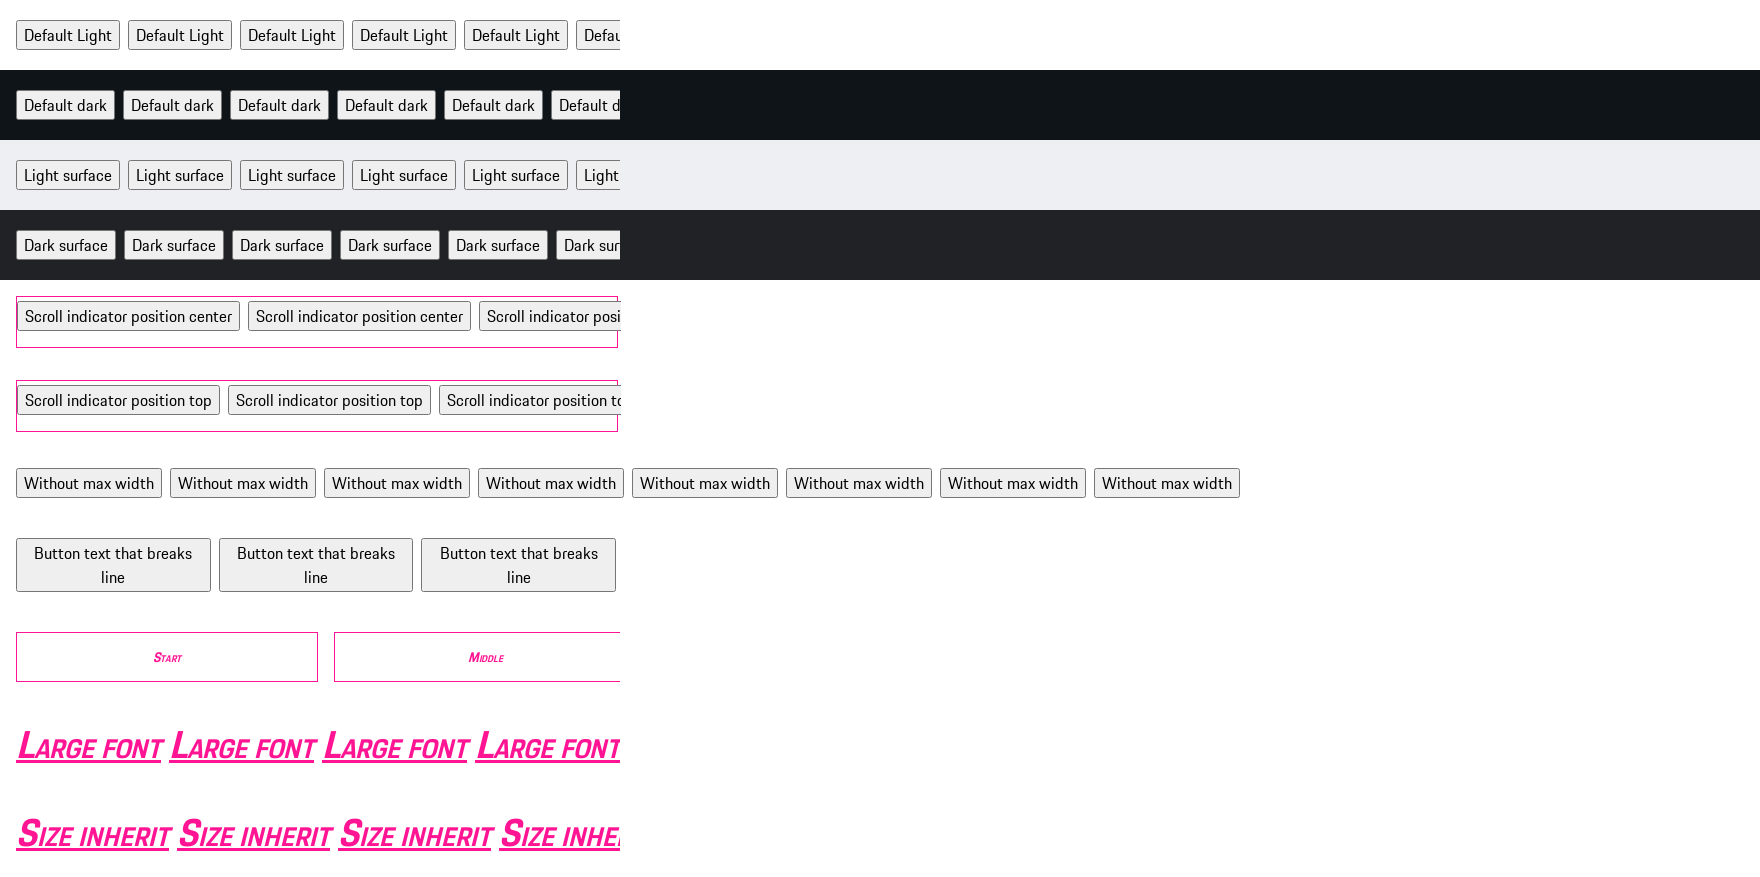 Default Light Default Light Default Light Default Light Default Light Defau
Default dark Default dark Default dark Default dark Default dark Default d
Light surface Light surface Light surface Light surface Light surface Light
Dark surface Dark surface Dark surface Dark surface Dark surface Dark sur
Scroll indicator position center Scroll indicator position center Scroll indicator posi
Scroll indicator position top Scroll indicator position top Scroll indicator position to
Without max width Without max width Without max width Without max width Without max width Without max width Without max width Without max width
Button text that breaks Button text that breaks Button text that breaks
line line line
Start Middle
Large font Large font Large font Large font
Size inherit Size inherit Size inherit Size inhe